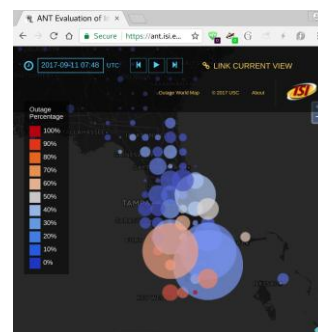 ANT Evaluation of
Secure https://ant.isi.e...
2017-09-11 07:48 UTC LINK CURRENT VIEW
Outage World Map © 2017 USC About
ISI
Outage
Percentage
100%
90%
80%
70%
60%
50%
40%
30%
20%
10%
0%
TAM